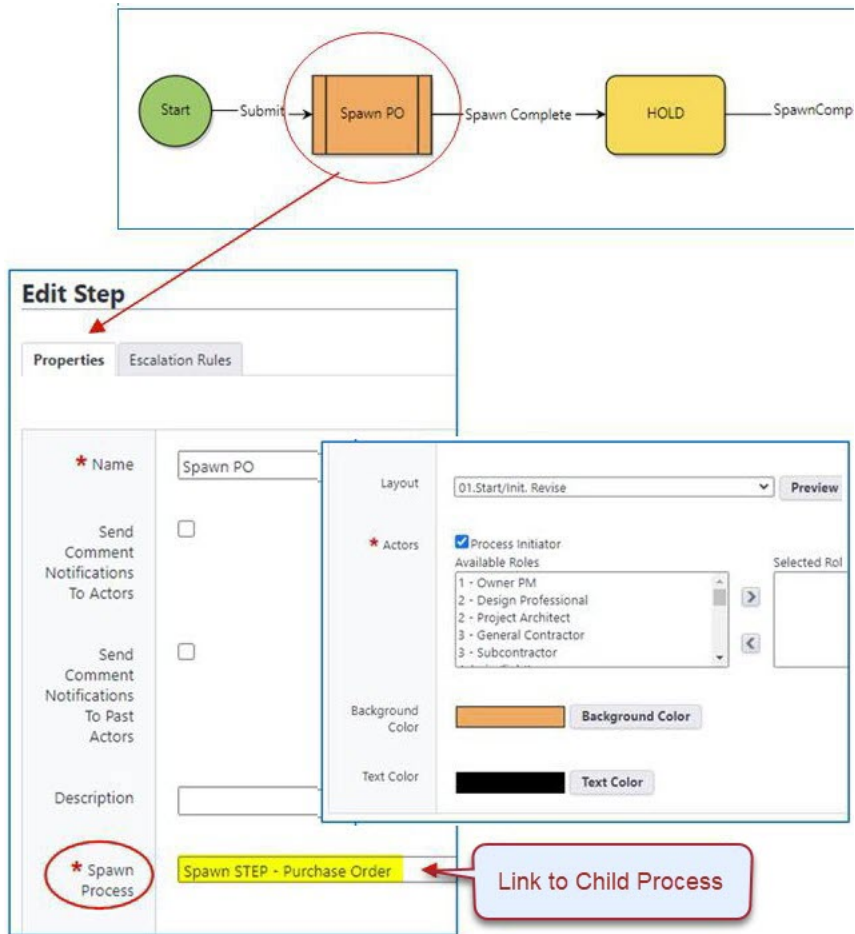 Start
Submit
Spawn PO
Spawn Complete
HOLD
SpawnComp
Edit Step
Properties
Escalation Rules
* Name
Spawn PO
Send
Comment
Notifications
To Actors
Send
Comment
Notifications
To Past
Actors
Description
* Spawn
Process
Spawn STEP - Purchase Order
Layout
01.Start/Init. Revise
Preview
* Actors
Process Initiator
Available Roles
Selected Rol
1 - Owner PM
2 - Design Professional
2 - Project Architect
3 - General Contractor
3 - Subcontractor
Background
Color
Background Color
Text Color
Text Color
Link to Child Process